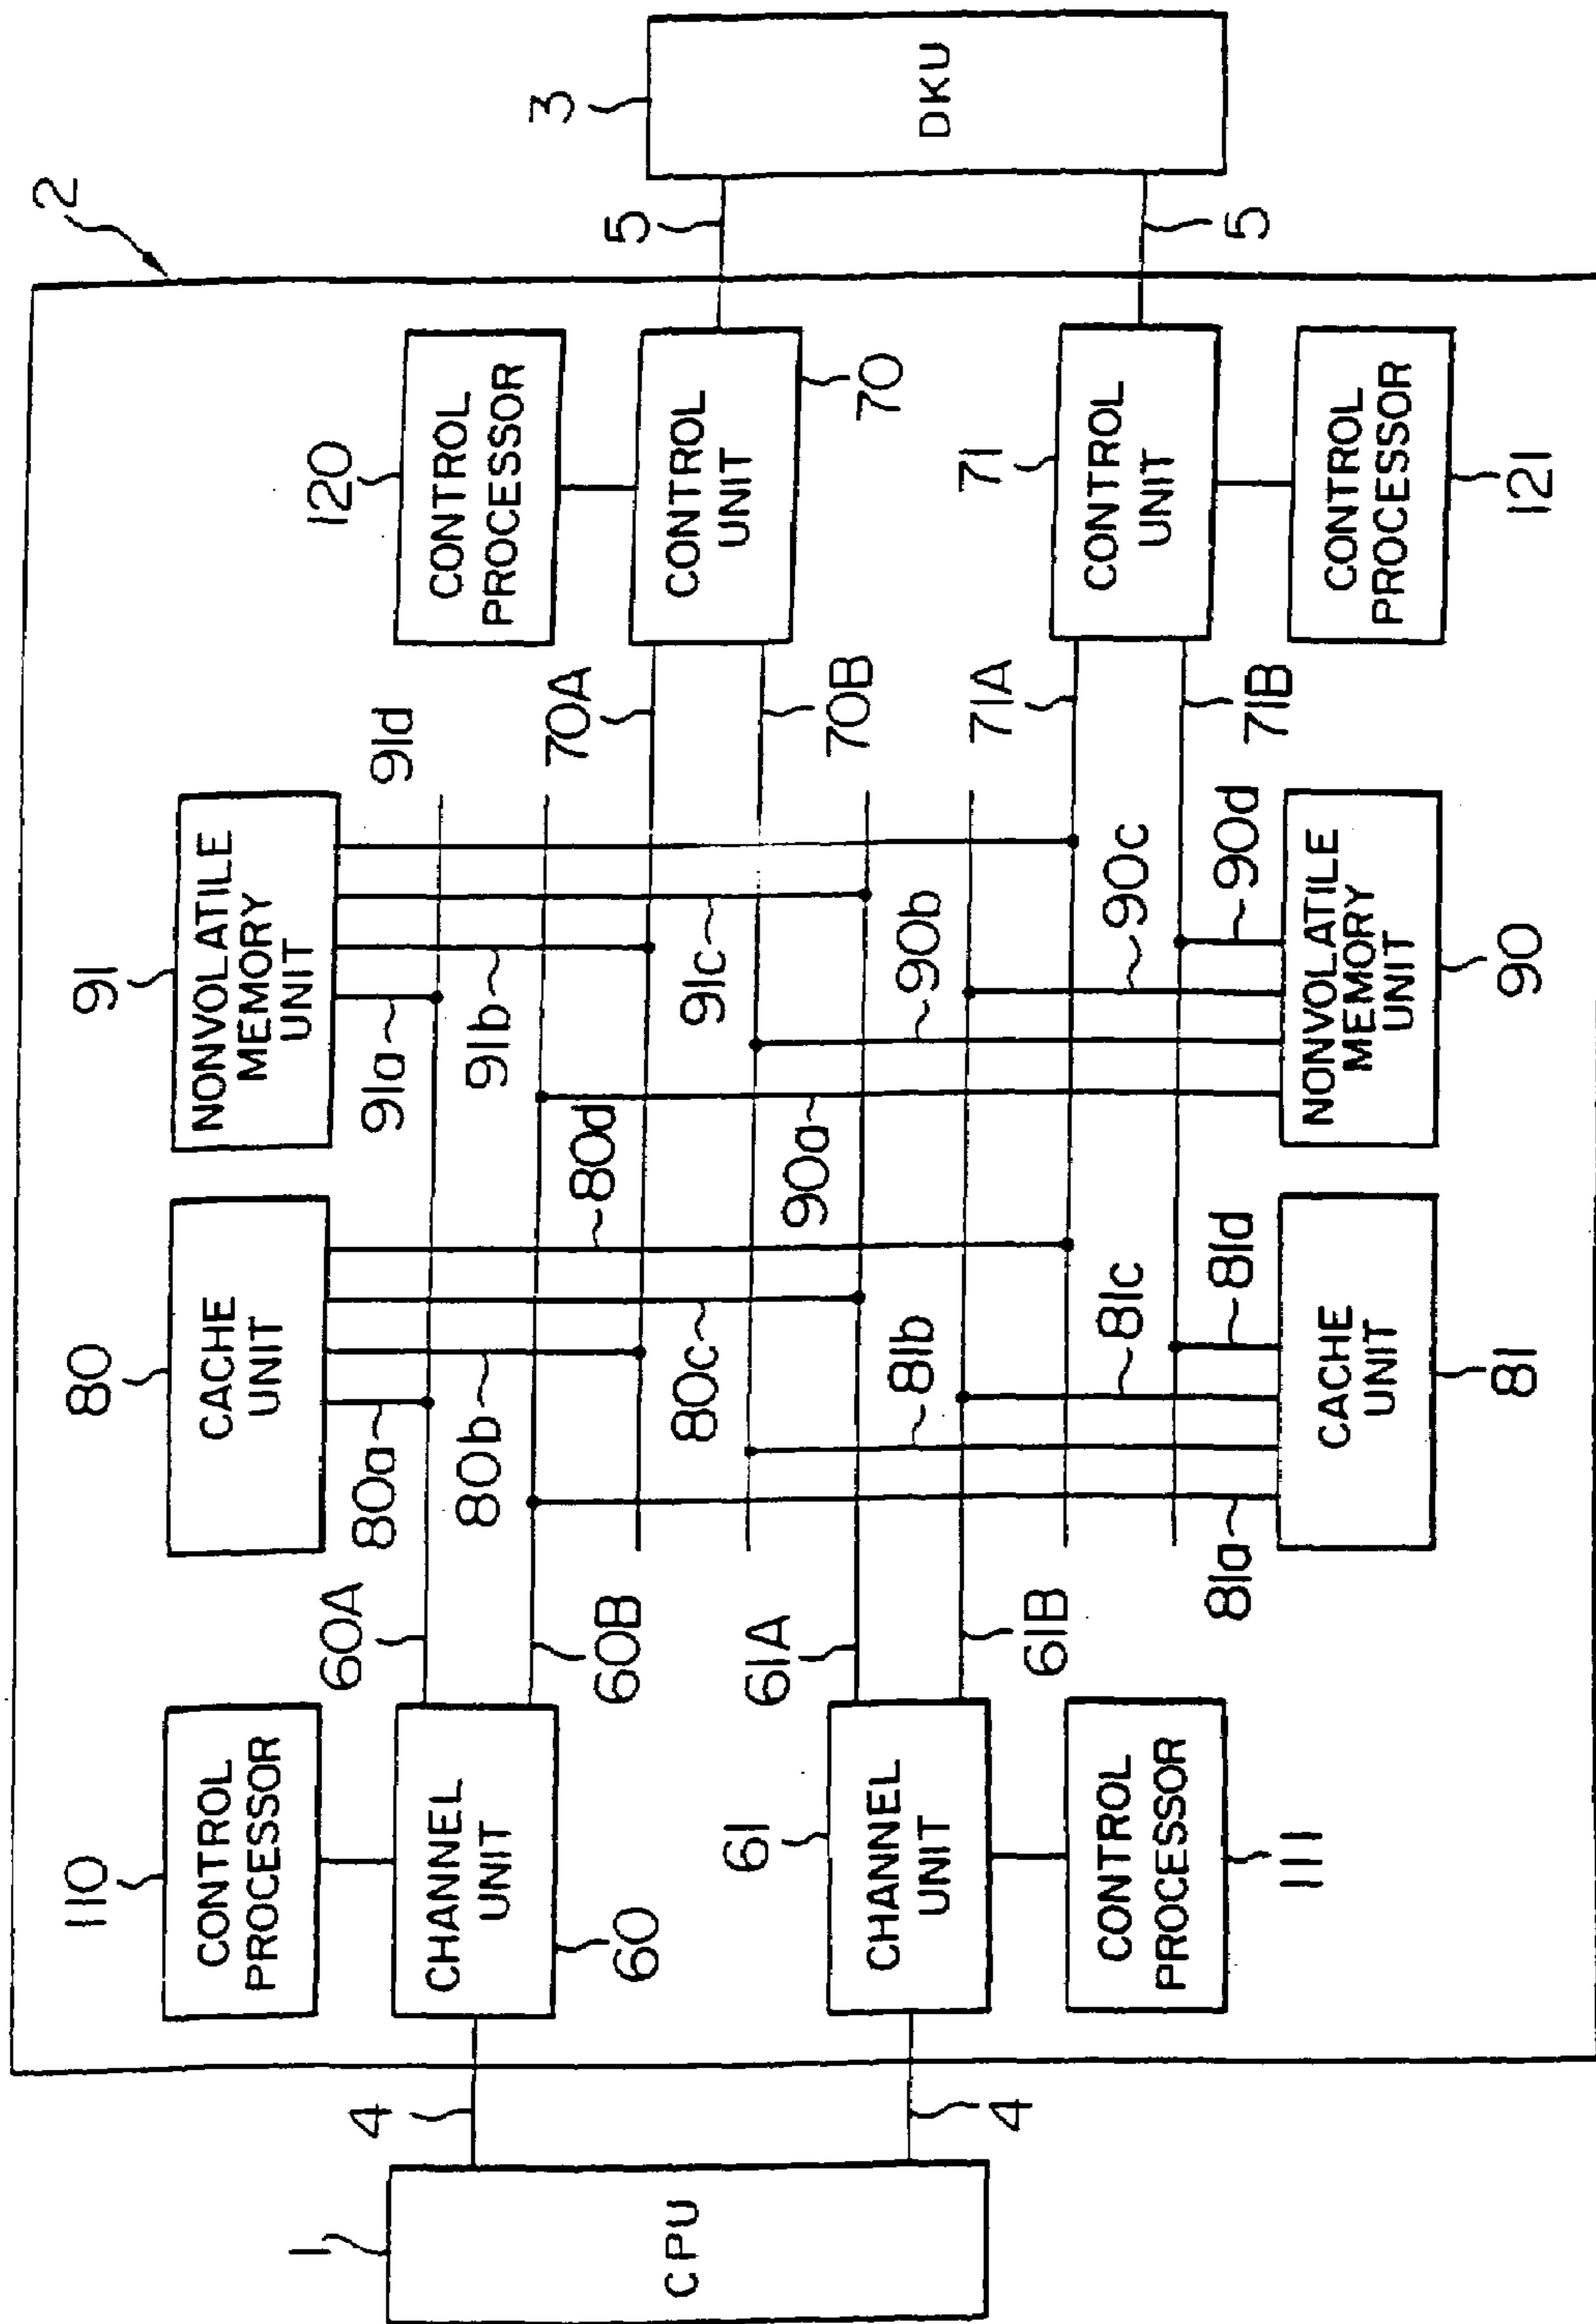 2
1
CPU
4
4
110
CONTROL
PROCESSOR
CHANNEL
UNIT
60
61
CHANNEL
UNIT
CONTROL
PROCESSOR
111
60A
60B
61A
61B
80
CACHE
UNIT
80a
80b
80c
80d
81a
81b
81c
81d
CACHE
UNIT
81
91
NONVOLATILE
MEMORY
UNIT
91a
91b
91c
91d
90a
90b
90c
90d
NONVOLATILE
MEMORY
UNIT
90
70A
70B
71A
71B
120
CONTROL
PROCESSOR
CONTROL
UNIT
70
71
CONTROL
UNIT
CONTROL
PROCESSOR
121
5
5
3
DKU